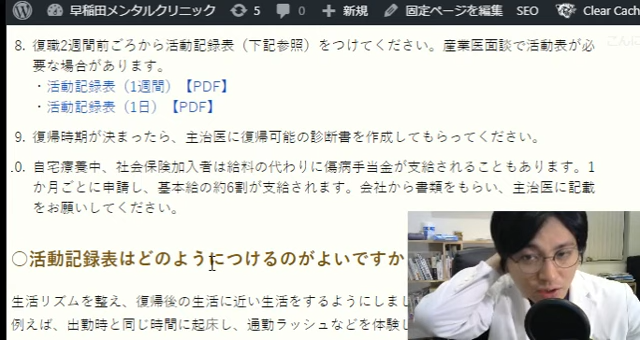 早稲田メンタルクリニック 5 0 + 新規 固定ページを編集 SEO Clear Cach
8. 復職2週間前ごろから活動記録表（下記参照）をつけてください。産業医面談で活動表が必
要な場合があります。
・活動記録表（1週間）【PDF】
・活動記録表（1日）【PDF】
9. 復帰時期が決まったら、主治医に復帰可能の診断書を作成してもらってください。
.0. 自宅療養中、社会保険加入者は給料の代わりに傷病手当金が支給されることもあります。1
か月ごとに申請し、基本給の約6割が支給されます。会社から書類をもらい、主治医に記載
をお願いしてください。
○活動記録表はどのようにつけるのがよいですか
生活リズムを整え、復帰後の生活に近い生活をするようにしまし
例えば、出勤時と同じ時間に起床し、通勤ラッシュなどを体験し